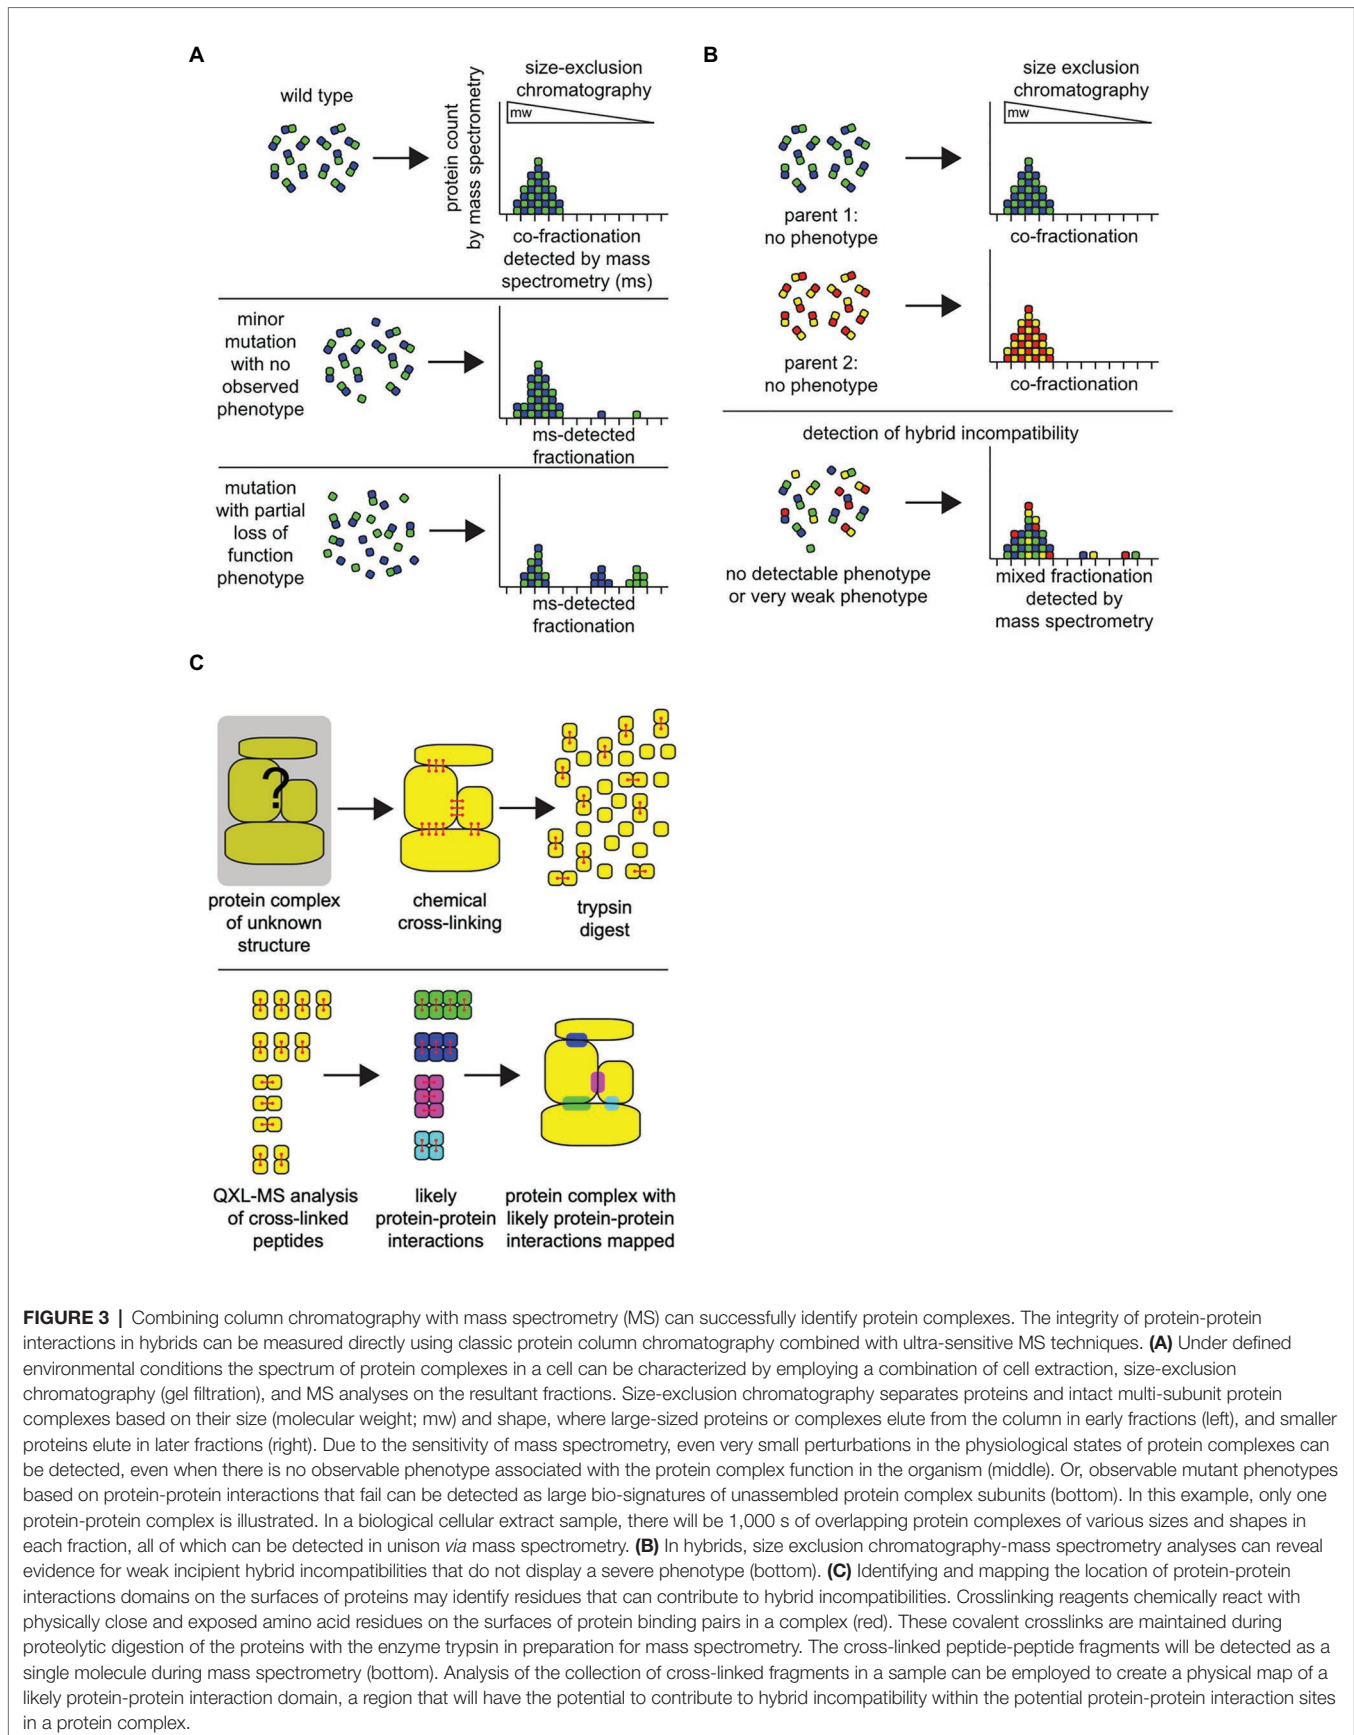 A
wild type
protein count
by mass spectrometry
size-exclusion
chromatography
mw
co-fractionation
detected by mass
spectrometry (ms)
minor
mutation
with no
observed
phenotype
ms-detected
fractionation
mutation
with partial
loss of
function
phenotype
ms-detected
fractionation
B
size exclusion
chromatography
mw
parent 1:
no phenotype
co-fractionation
parent 2:
no phenotype
co-fractionation
detection of hybrid incompatibility
no detectable phenotype
or very weak phenotype
mixed fractionation
detected by
mass spectrometry
C
?
protein complex
of unknown
structure
chemical
cross-linking
trypsin
digest
QXL-MS analysis
of cross-linked
peptides
likely
protein-protein
interactions
protein complex with
likely protein-protein
interactions mapped
FIGURE 3 | Combining column chromatography with mass spectrometry (MS) can successfully identify protein complexes. The integrity of protein-protein
interactions in hybrids can be measured directly using classic protein column chromatography combined with ultra-sensitive MS techniques. (A) Under defined
environmental conditions the spectrum of protein complexes in a cell can be characterized by employing a combination of cell extraction, size-exclusion
chromatography (gel filtration), and MS analyses on the resultant fractions. Size-exclusion chromatography separates proteins and intact multi-subunit protein
complexes based on their size (molecular weight; mw) and shape, where large-sized proteins or complexes elute from the column in early fractions (left), and smaller
proteins elute in later fractions (right). Due to the sensitivity of mass spectrometry, even very small perturbations in the physiological states of protein complexes can
be detected, even when there is no observable phenotype associated with the protein complex function in the organism (middle). Or, observable mutant phenotypes
based on protein-protein interactions that fail can be detected as large bio-signatures of unassembled protein complex subunits (bottom). In this example, only one
protein-protein complex is illustrated. In a biological cellular extract sample, there will be 1,000 s of overlapping protein complexes of various sizes and shapes in
each fraction, all of which can be detected in unison via mass spectrometry. (B) In hybrids, size exclusion chromatography-mass spectrometry analyses can reveal
evidence for weak incipient hybrid incompatibilities that do not display a severe phenotype (bottom). (C) Identifying and mapping the location of protein-protein
interactions domains on the surfaces of proteins may identify residues that can contribute to hybrid incompatibilities. Crosslinking reagents chemically react with
physically close and exposed amino acid residues on the surfaces of protein binding pairs in a complex (red). These covalent crosslinks are maintained during
proteolytic digestion of the proteins with the enzyme trypsin in preparation for mass spectrometry. The cross-linked peptide-peptide fragments will be detected as a
single molecule during mass spectrometry (bottom). Analysis of the collection of cross-linked fragments in a sample can be employed to create a physical map of a
likely protein-protein interaction domain, a region that will have the potential to contribute to hybrid incompatibility within the potential protein-protein interaction sites
in a protein complex.